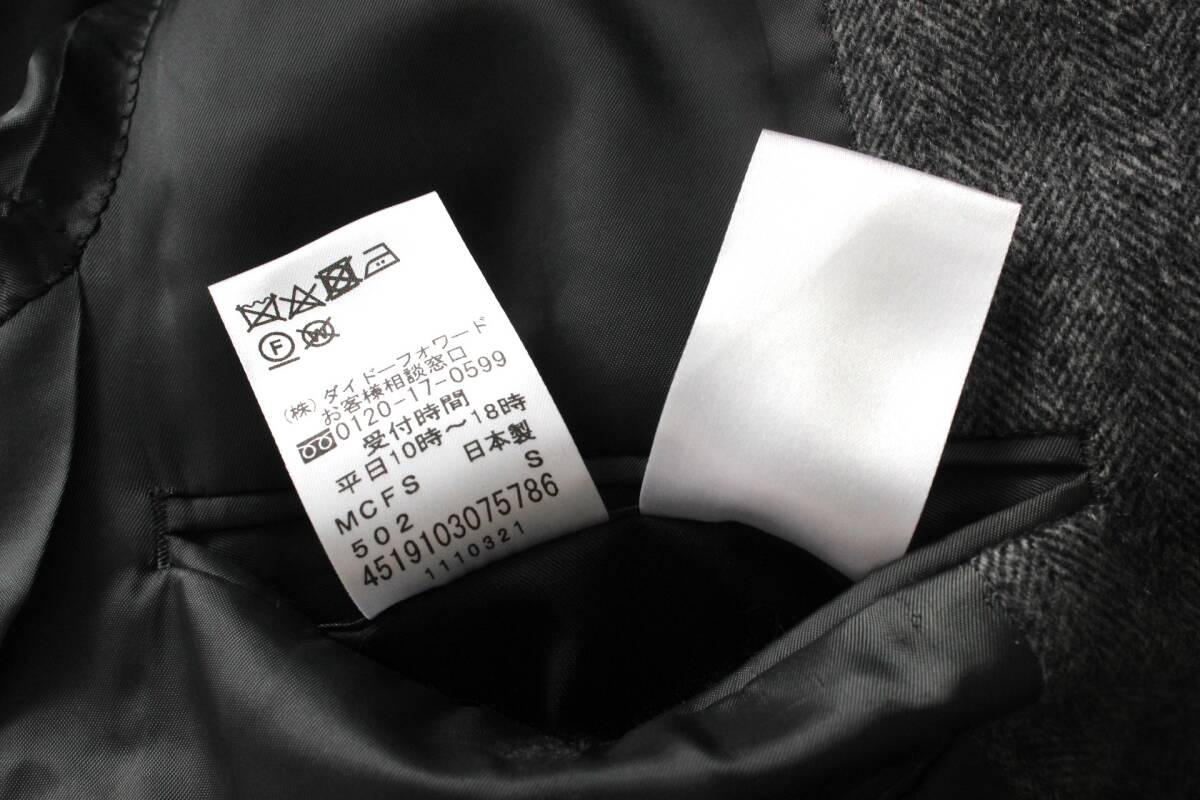 F W
(株)ダイドーフォワード
お客様相談窓口
0120-17-0599
受付時間
平日10時～18時
MCFS 日本製
502 S
4519103075786
1110321